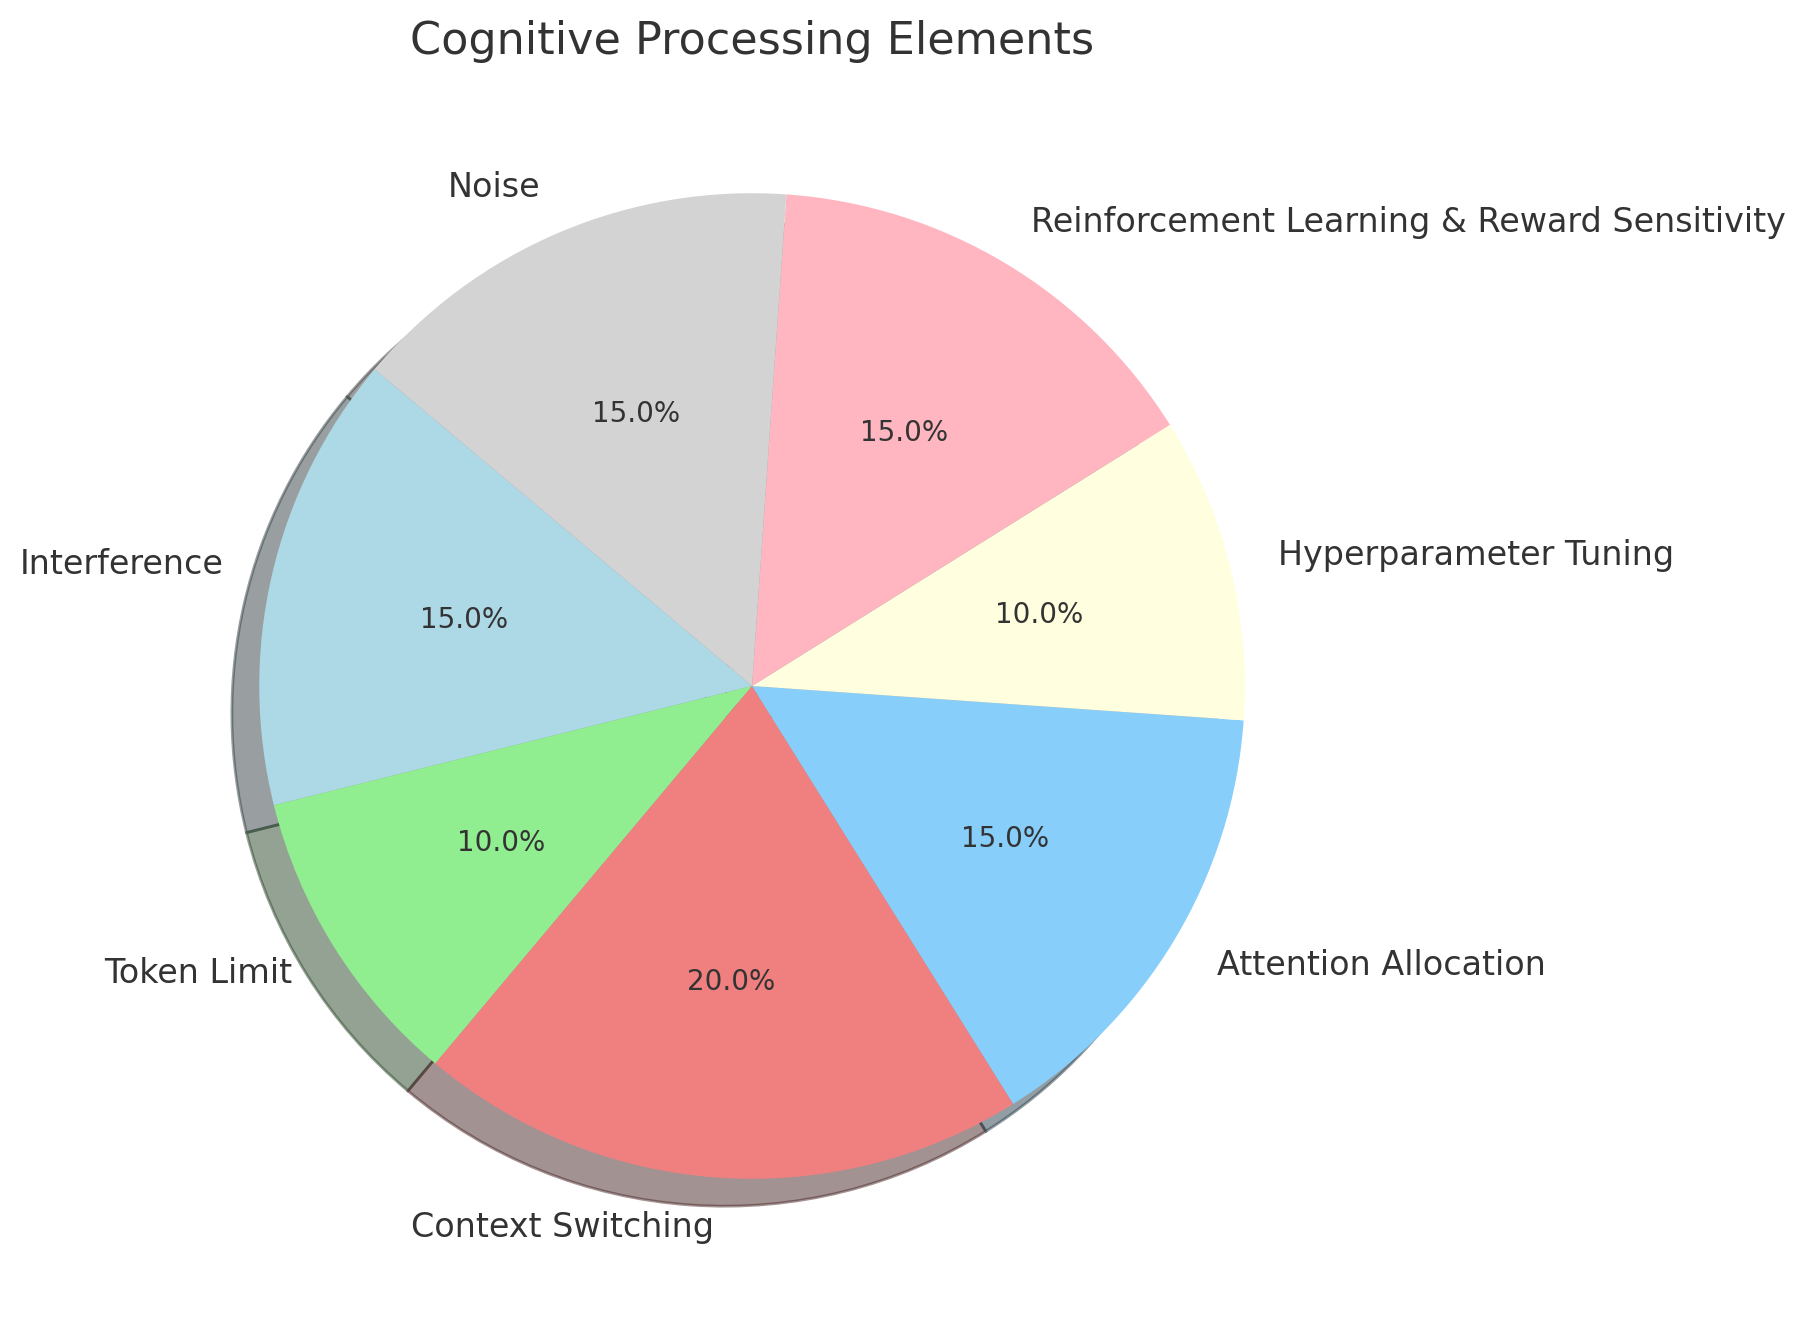 Cognitive Processing Elements
Noise
Reinforcement Learning & Reward Sensitivity
15.0%
15.0%
Interference
Hyperparameter Tuning
15.0%
10.0%
Token Limit
10.0%
15.0%
Attention Allocation
20.0%
Context Switching